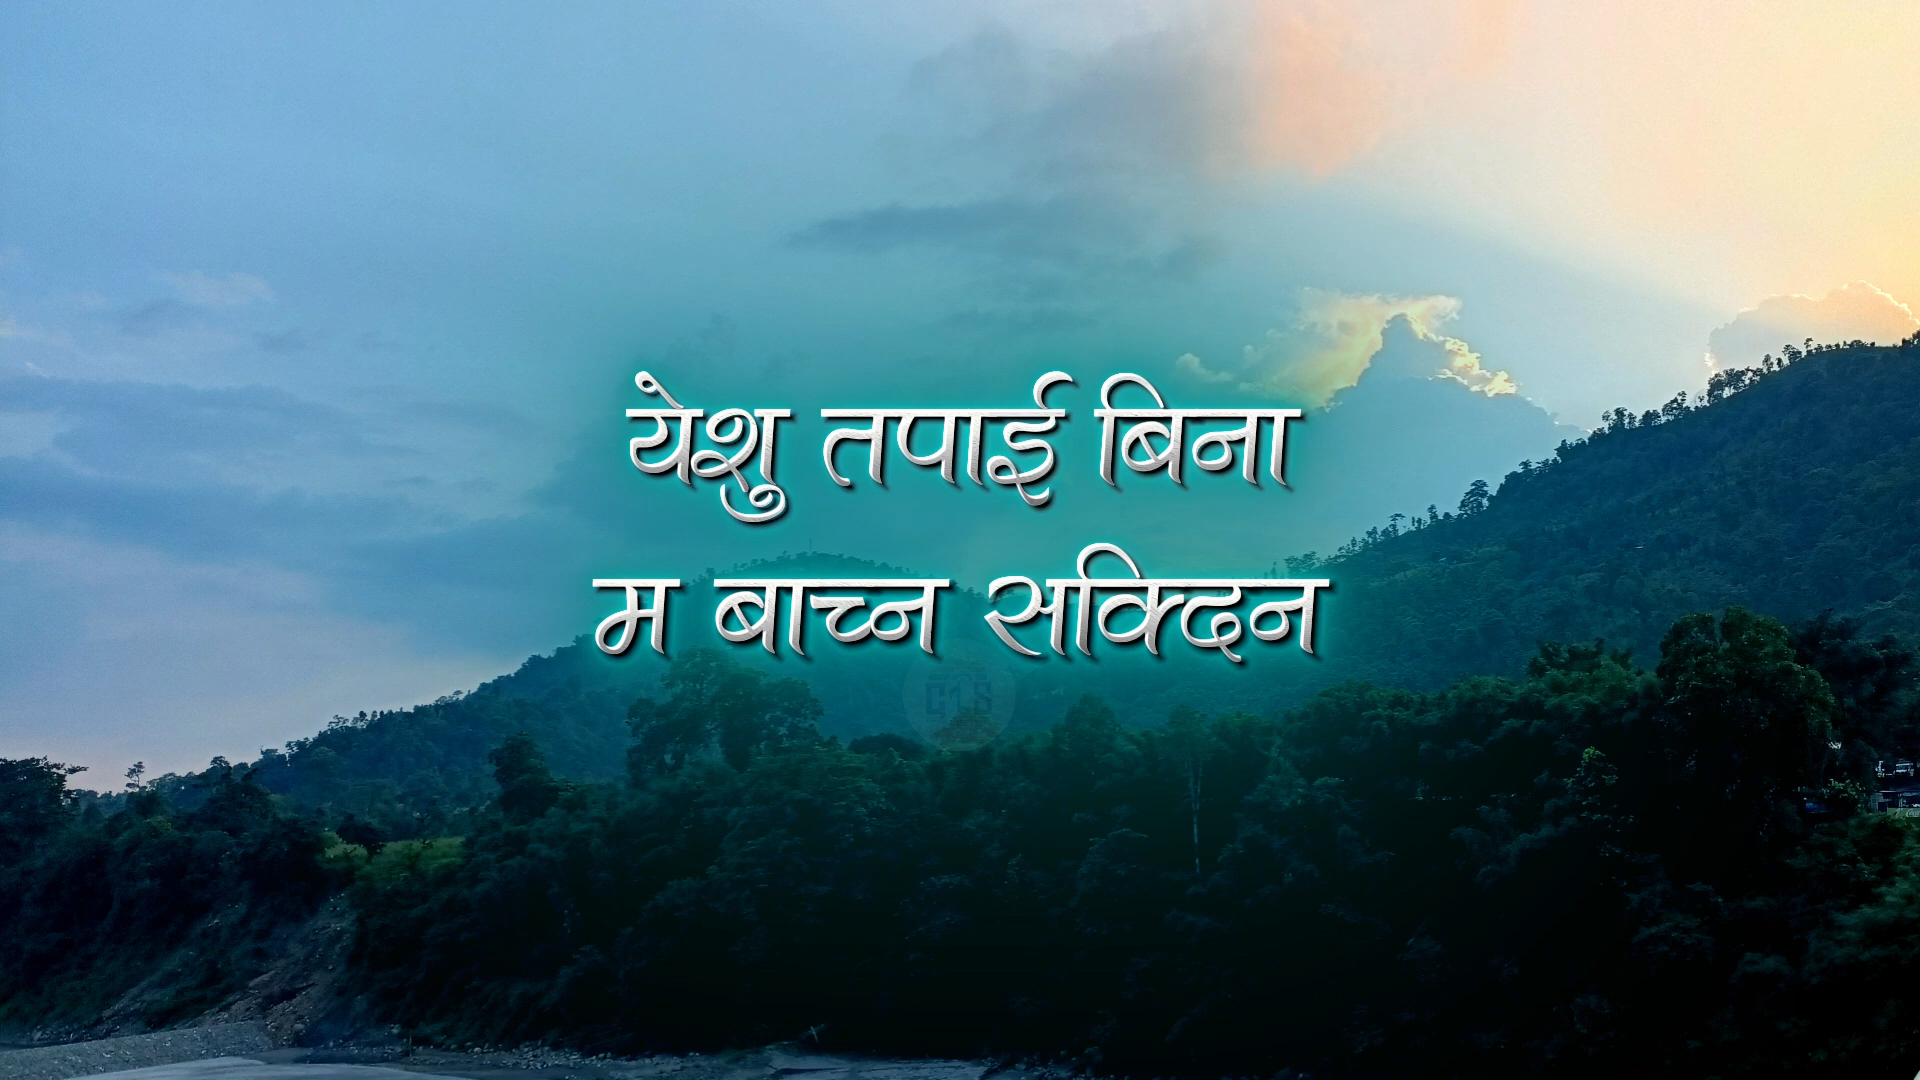 येशु तपाई बिना
म बाच्न सक्दिन